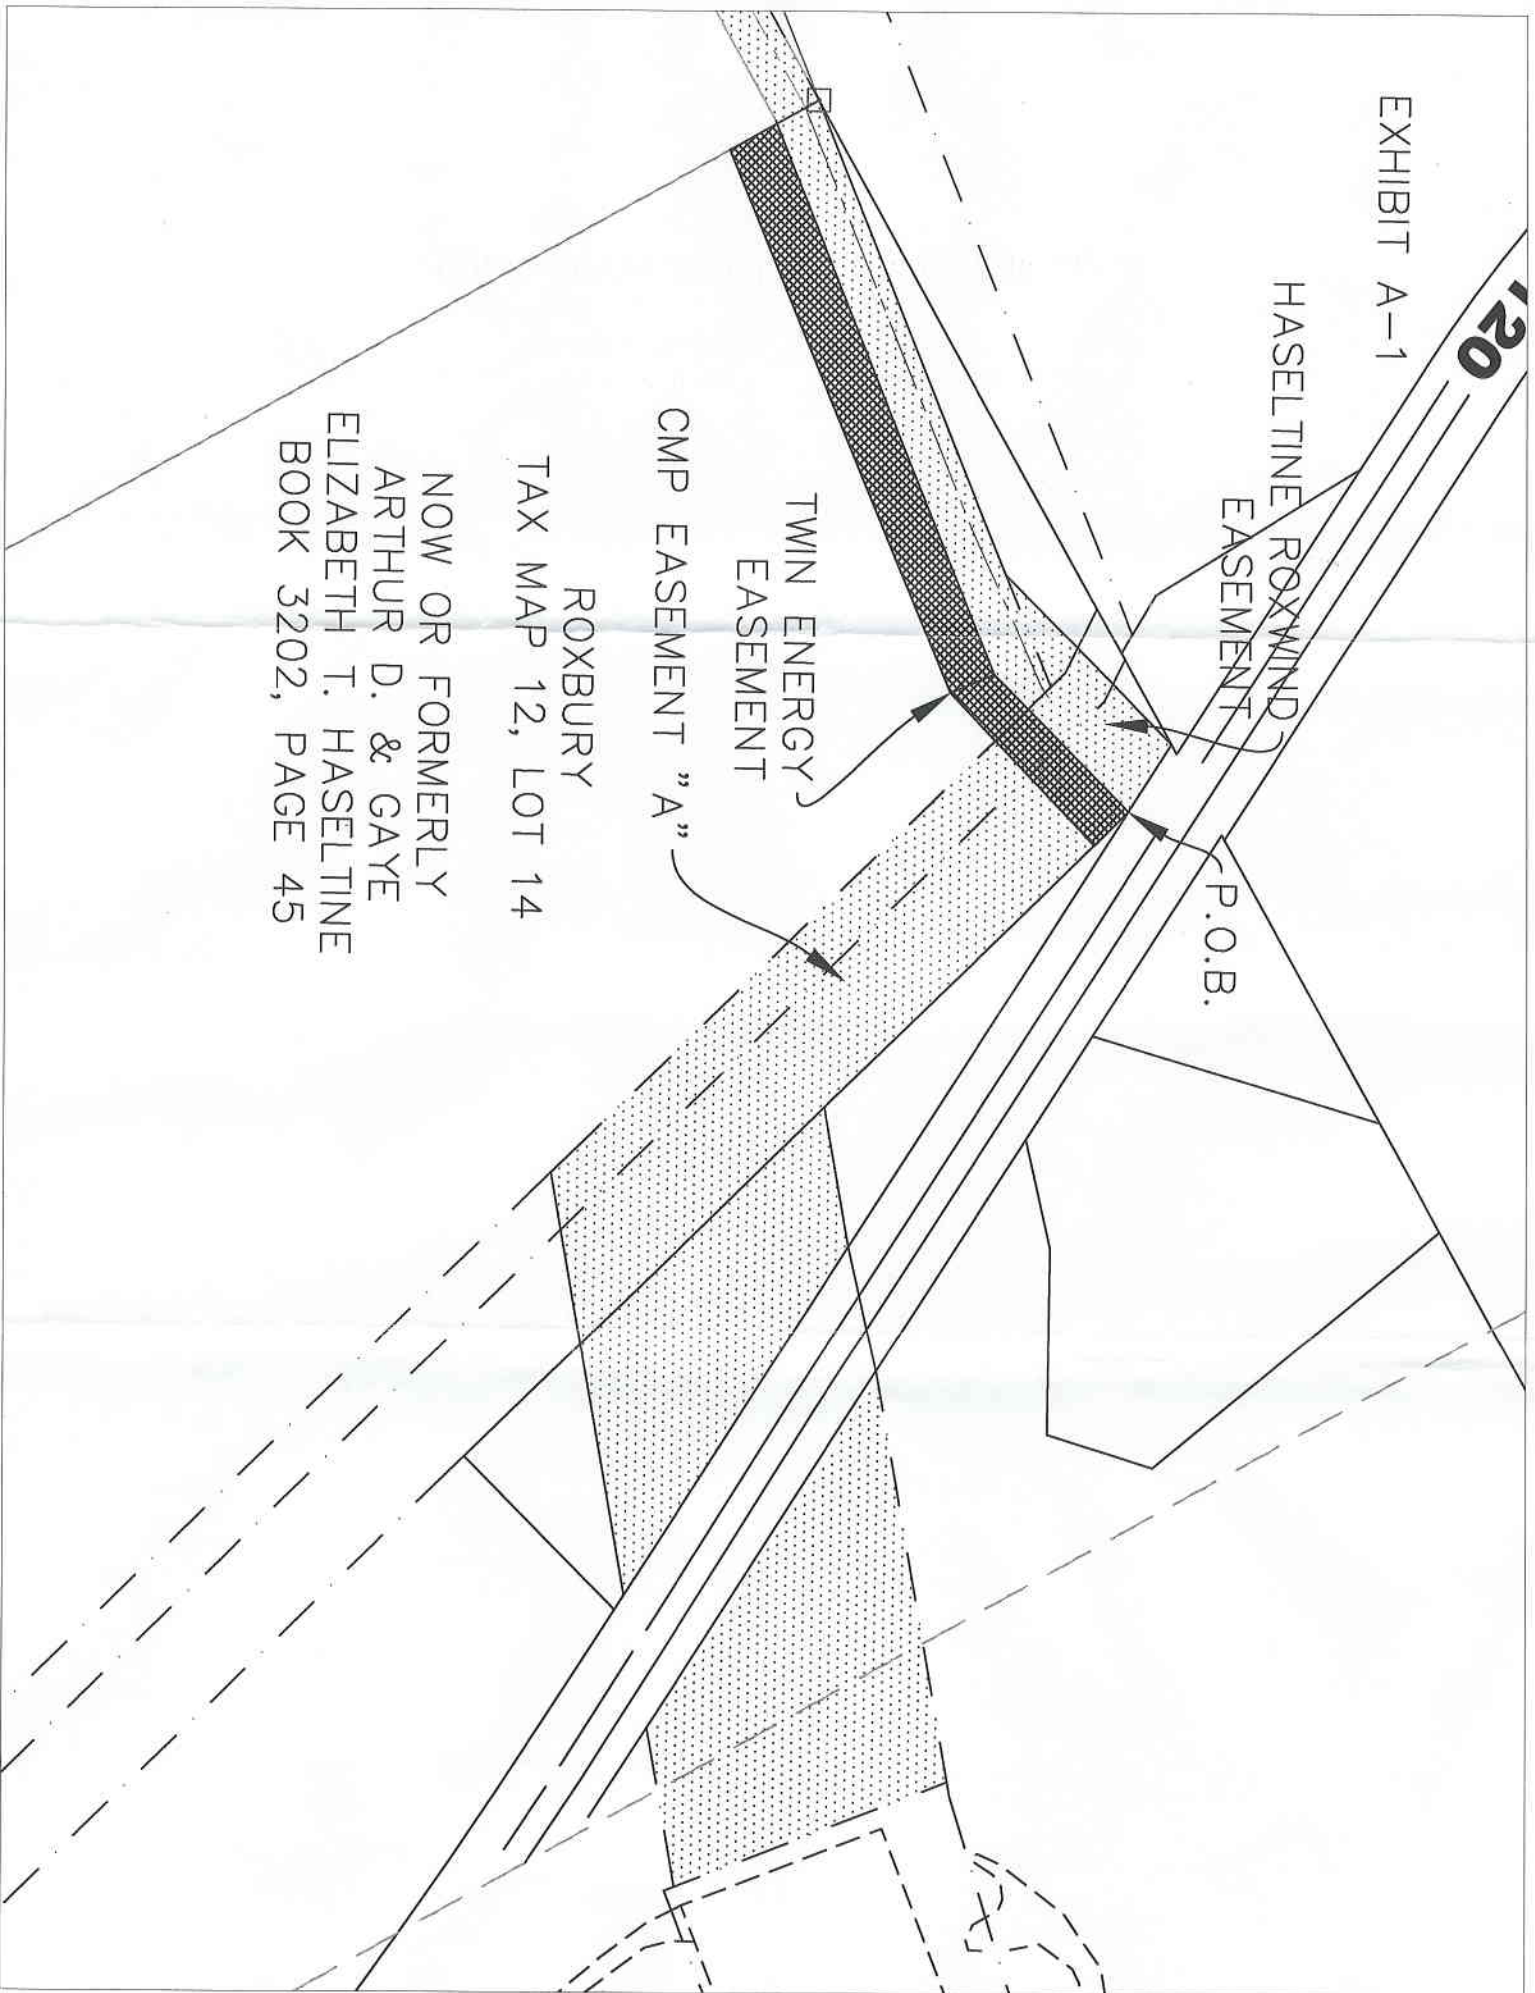 EXHIBIT A-1
120
HASELTINE ROXWIND
EASEMENT
P.O.B.
TWIN ENERGY
EASEMENT
CMP EASEMENT "A"
ROXBURY
TAX MAP 12, LOT 14
NOW OR FORMERLY
ARTHUR D. & GAYE
ELIZABETH T. HASELTINE
BOOK 3202, PAGE 45